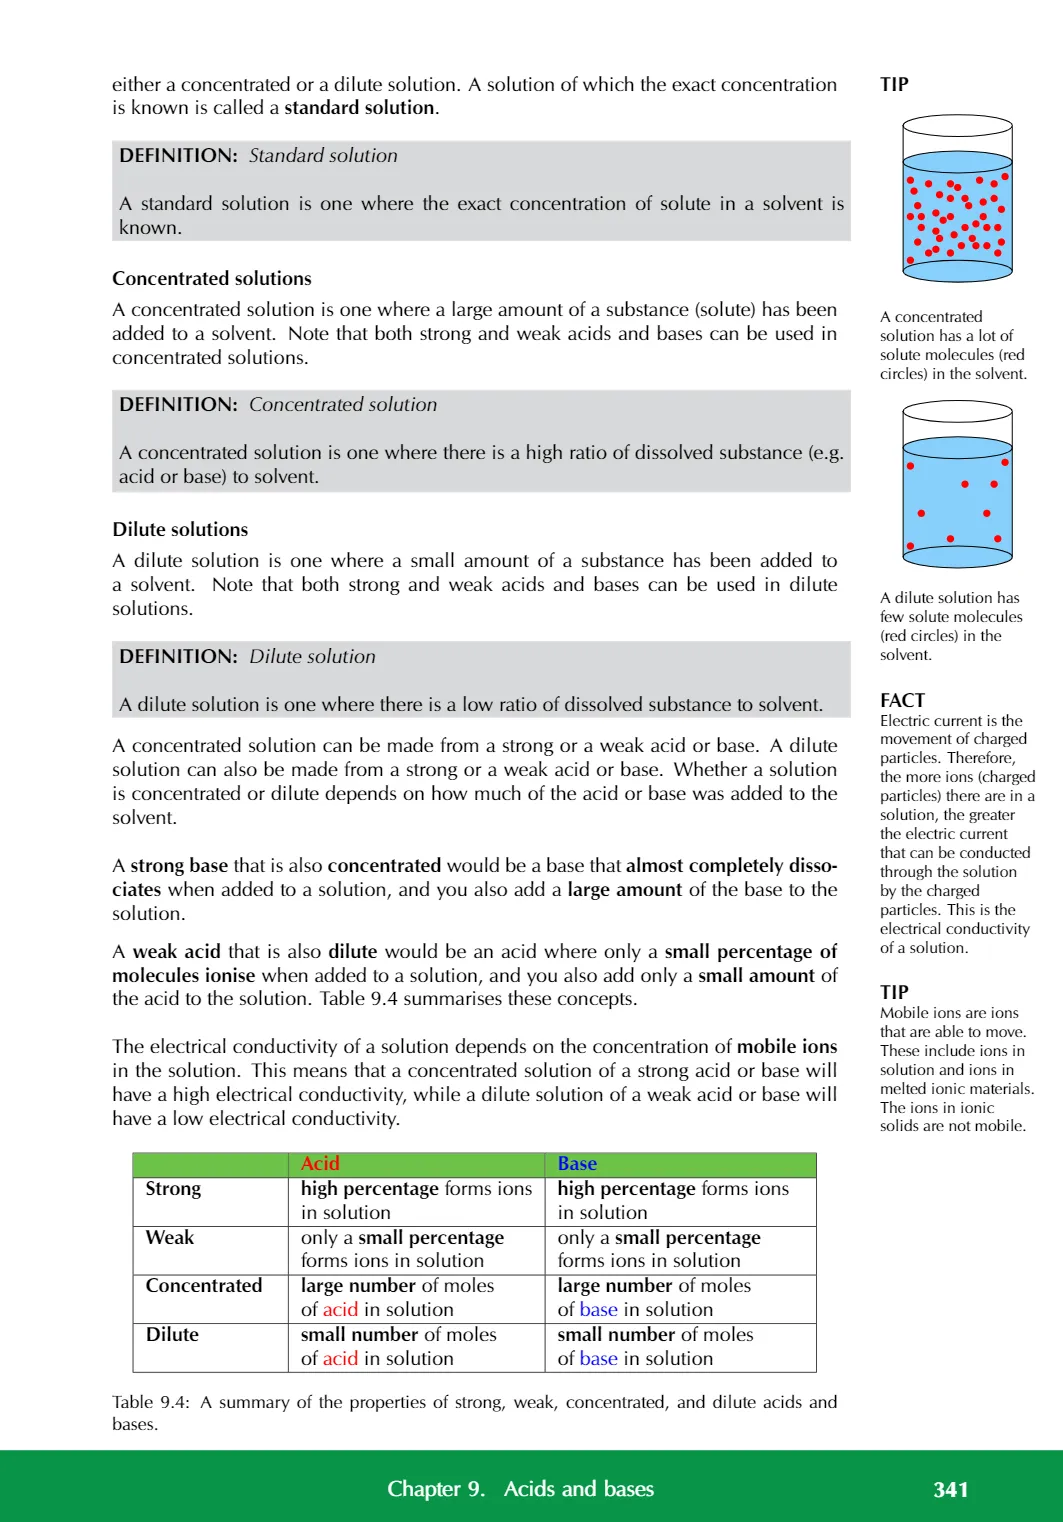 either a concentrated or a dilute solution. A solution of which the exact concentration
is known is called a standard solution.
DEFINITION: Standard solution
A standard solution is one where the exact concentration of solute in a solvent is
known.
Concentrated solutions
A concentrated solution is one where a large amount of a substance (solute) has been
added to a solvent. Note that both strong and weak acids and bases can be used in
concentrated solutions.
DEFINITION: Concentrated solution
A concentrated solution is one where there is a high ratio of dissolved substance (e.g.
acid or base) to solvent.
Dilute solutions
A dilute solution is one where a small amount of a substance has been added to
a solvent. Note that both strong and weak acids and bases can be used in dilute
solutions.
DEFINITION: Dilute solution
A dilute solution is one where there is a low ratio of dissolved substance to solvent.
A concentrated solution can be made from a strong or a weak acid or base. A dilute
solution can also be made from a strong or a weak acid or base. Whether a solution
is concentrated or dilute depends on how much of the acid or base was added to the
solvent.
A strong base that is also concentrated would be a base that almost completely disso-
ciates when added to a solution, and you also add a large amount of the base to the
solution.
A weak acid that is also dilute would be an acid where only a small percentage of
molecules ionise when added to a solution, and you also add only a small amount of
the acid to the solution. Table 9.4 summarises these concepts.
The electrical conductivity of a solution depends on the concentration of mobile ions
in the solution. This means that a concentrated solution of a strong acid or base will
have a high electrical conductivity, while a dilute solution of a weak acid or base will
have a low electrical conductivity.
Acid Base
Strong high percentage forms ions high percentage forms ions
in solution in solution
Weak only a small percentage only a small percentage
forms ions in solution forms ions in solution
Concentrated large number of moles large number of moles
of acid in solution of base in solution
Dilute small number of moles small number of moles
of acid in solution of base in solution
Table 9.4: A summary of the properties of strong, weak, concentrated, and dilute acids and
bases.
TIP
A concentrated
solution has a lot of
solute molecules (red
circles) in the solvent.
A dilute solution has
few solute molecules
(red circles) in the
solvent.
FACT
Electric current is the
movement of charged
particles. Therefore,
the more ions (charged
particles) there are in a
solution, the greater
the electric current
that can be conducted
through the solution
by the charged
particles. This is the
electrical conductivity
of a solution.
TIP
Mobile ions are ions
that are able to move.
These include ions in
solution and ions in
melted ionic materials.
The ions in ionic
solids are not mobile.
Chapter 9. Acids and bases 341